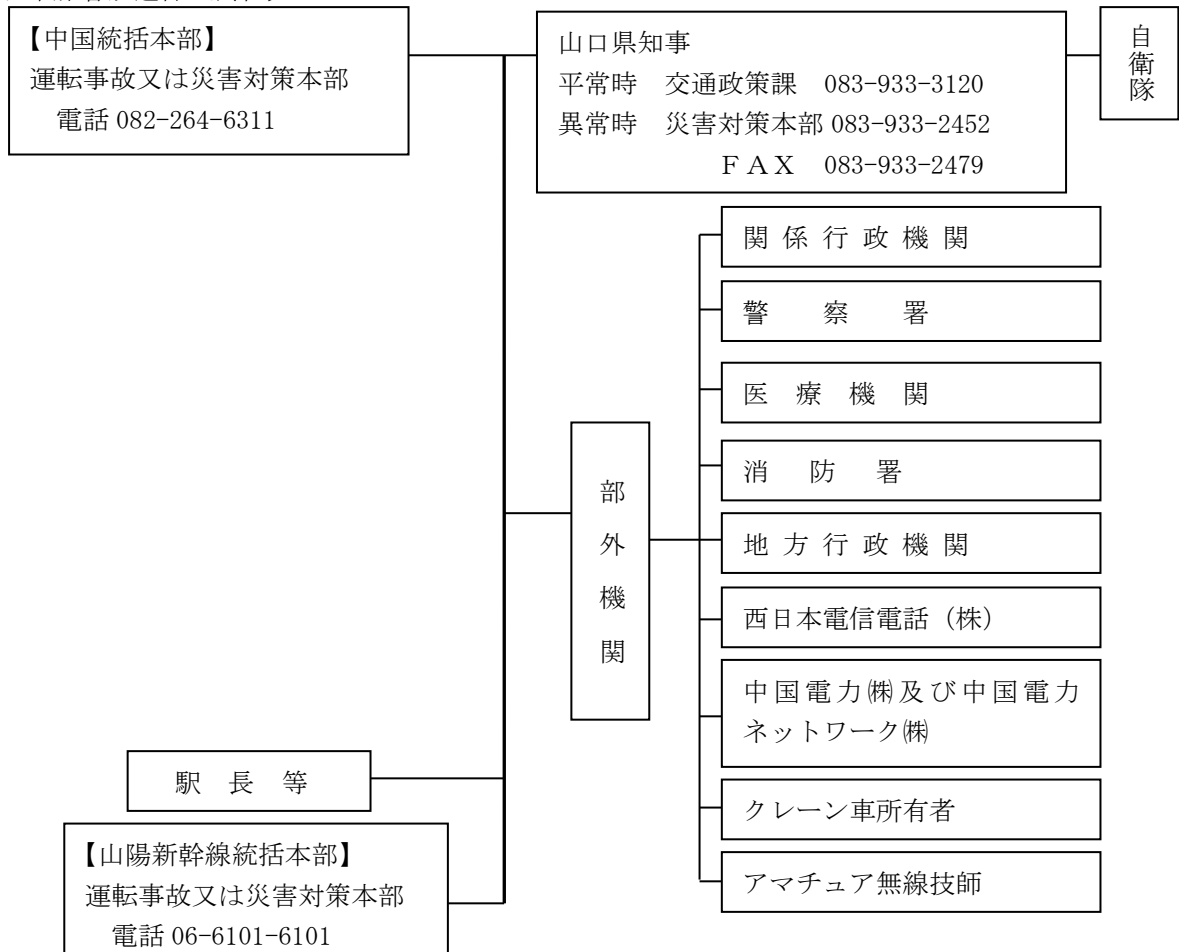 【中国統括本部】
運転事故又は災害対策本部
電話 082-264-6311
山口県知事
平常時 交通政策課 083-933-3120
異常時 災害対策本部 083-933-2452
ＦＡＸ 083-933-2479
自衛隊
関係行政機関
警察署
医療機関
消防署
地方行政機関
西日本電信電話（株）
中国電力㈱及び中国電力
ネットワーク㈱
クレーン車所有者
アマチュア無線技師
部外機関
駅長等
【山陽新幹線統括本部】
運転事故又は災害対策本部
電話 06-6101-6101